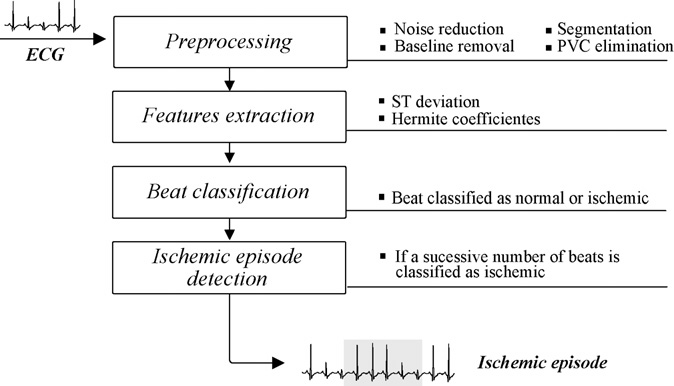 ECG
Preprocessing
▪ Noise reduction ▪ Segmentation
▪ Baseline removal ▪ PVC elimination
Features extraction
▪ ST deviation
▪ Hermite coefficientes
Beat classification
▪ Beat classified as normal or ischemic
Ischemic episode
detection
▪ If a sucessive number of beats is
classified as ischemic
Ischemic episode